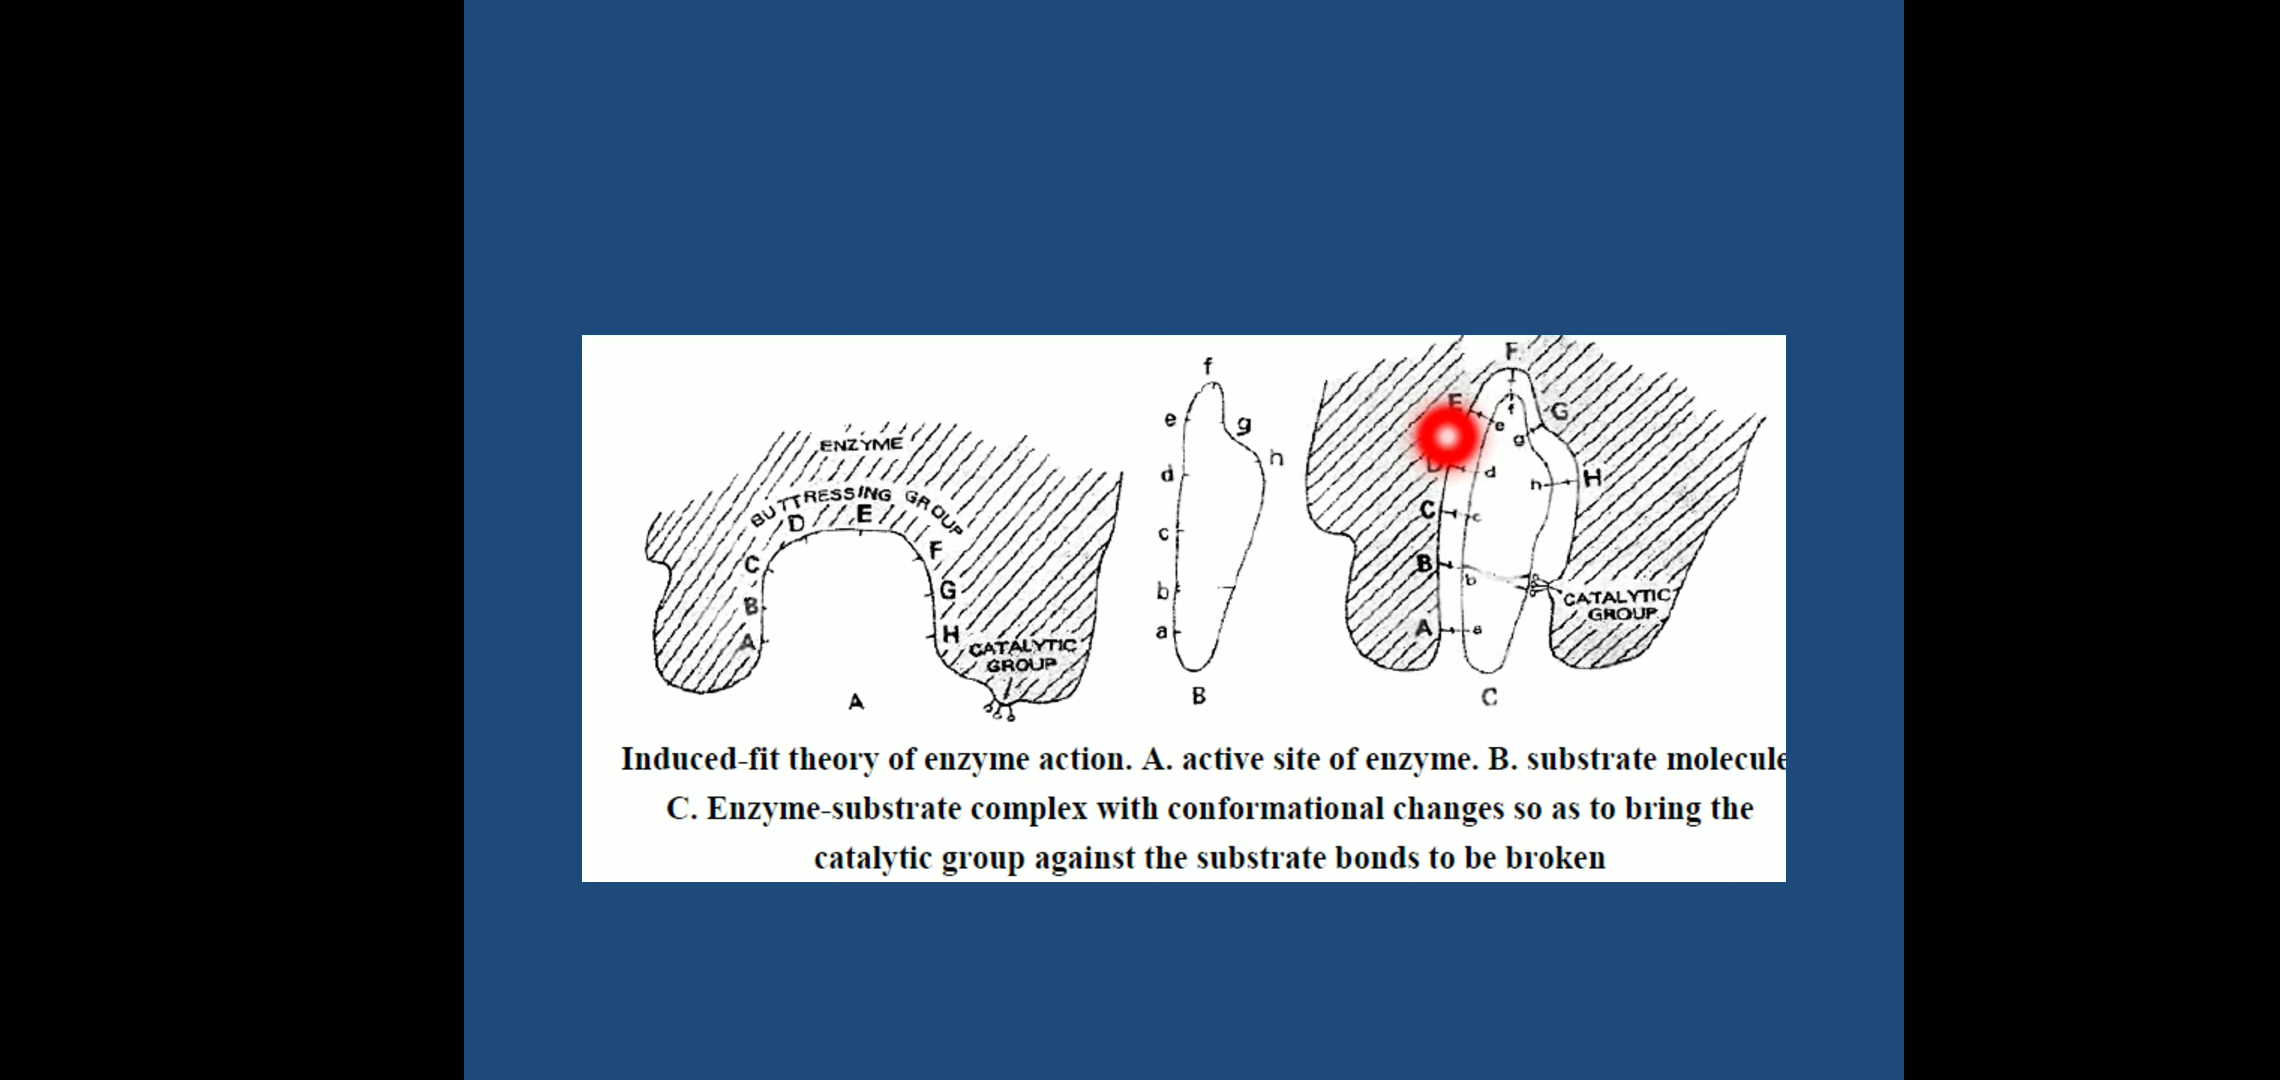 ENZYME
BUTTRESSING GROUP
A
B
C
D
E
F
G
H
CATALYTIC
GROUP
A
f
e
g
h
d
c
b
a
B
F
E
G
D
H
C
B
A
f
e
g
d
h
c
b
a
CATALYTIC
GROUP
C
Induced-fit theory of enzyme action. A. active site of enzyme. B. substrate molecule
C. Enzyme-substrate complex with conformational changes so as to bring the
catalytic group against the substrate bonds to be broken